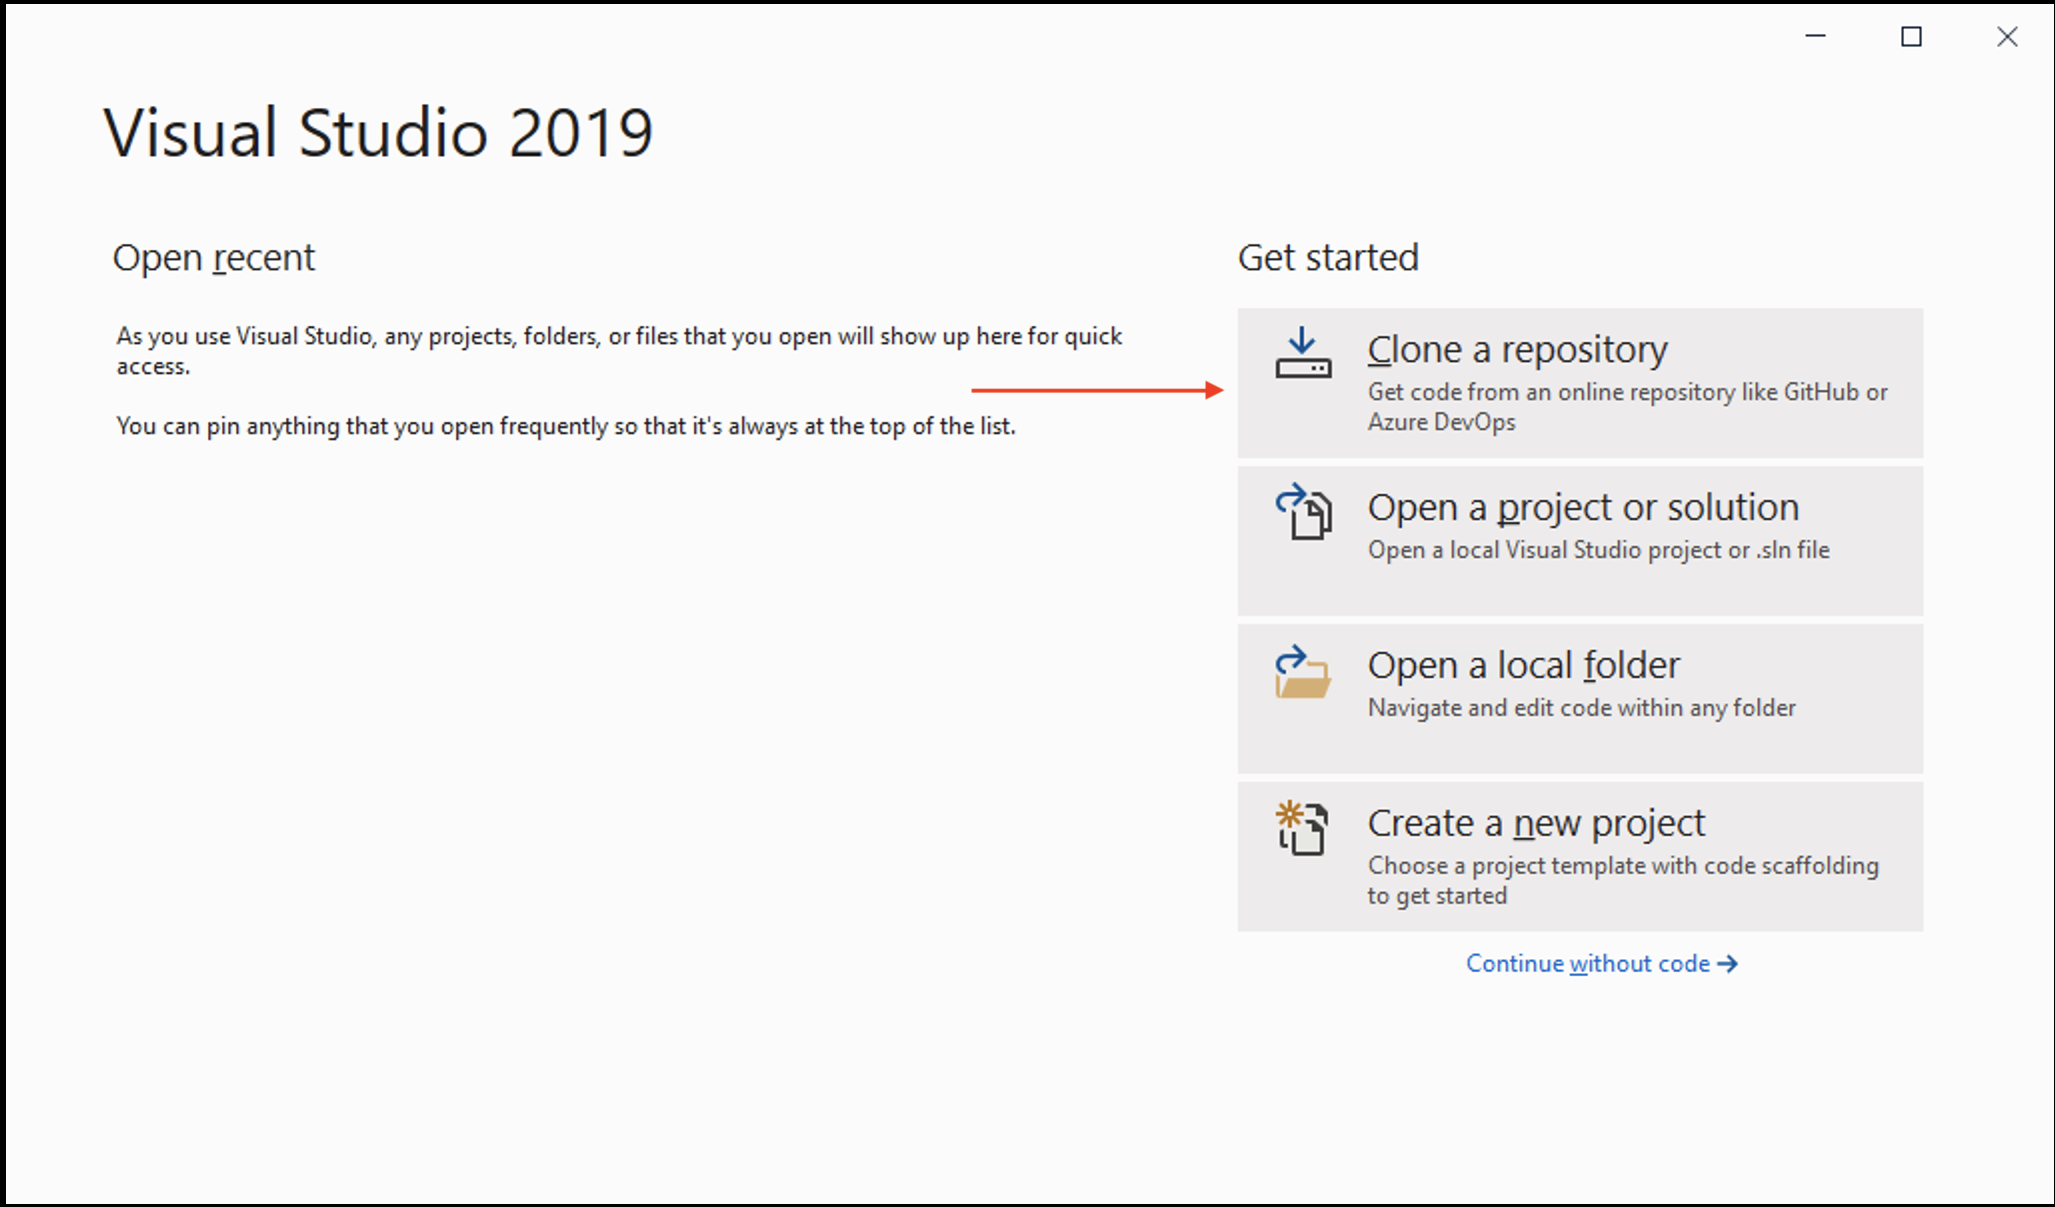 Visual Studio 2019
Open recent
As you use Visual Studio, any projects, folders, or files that you open will show up here for quick
access.
You can pin anything that you open frequently so that it's always at the top of the list.
Get started
Clone a repository
Get code from an online repository like GitHub or
Azure DevOps
Open a project or solution
Open a local Visual Studio project or .sln file
Open a local folder
Navigate and edit code within any folder
Create a new project
Choose a project template with code scaffolding
to get started
Continue without code →